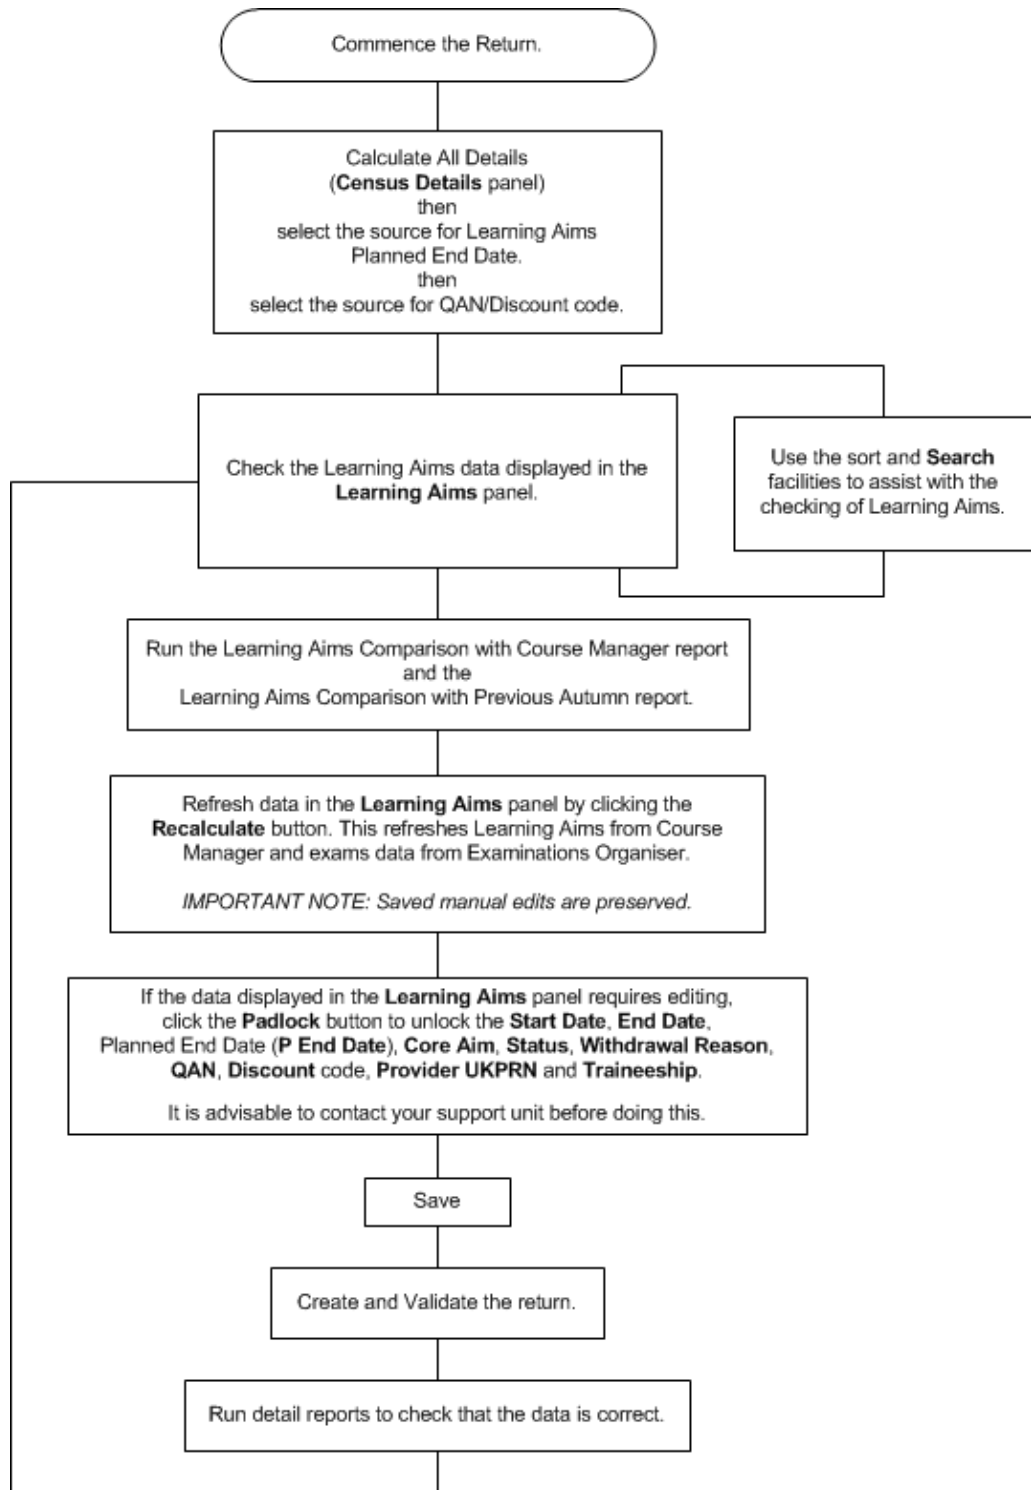 Commence the Return.
Calculate All Details
(Census Details panel)
then
select the source for Learning Aims
Planned End Date.
then
select the source for QAN/Discount code.
Check the Learning Aims data displayed in the
Learning Aims panel.
Use the sort and Search
facilities to assist with the
checking of Learning Aims.
Run the Learning Aims Comparison with Course Manager report
and the
Learning Aims Comparison with Previous Autumn report.
Refresh data in the Learning Aims panel by clicking the
Recalculate button. This refreshes Learning Aims from Course
Manager and exams data from Examinations Organiser.
IMPORTANT NOTE: Saved manual edits are preserved.
If the data displayed in the Learning Aims panel requires editing,
click the Padlock button to unlock the Start Date, End Date,
Planned End Date (P End Date), Core Aim, Status, Withdrawal Reason,
QAN, Discount code, Provider UKPRN and Traineeship.
It is advisable to contact your support unit before doing this.
Save
Create and Validate the return.
Run detail reports to check that the data is correct.